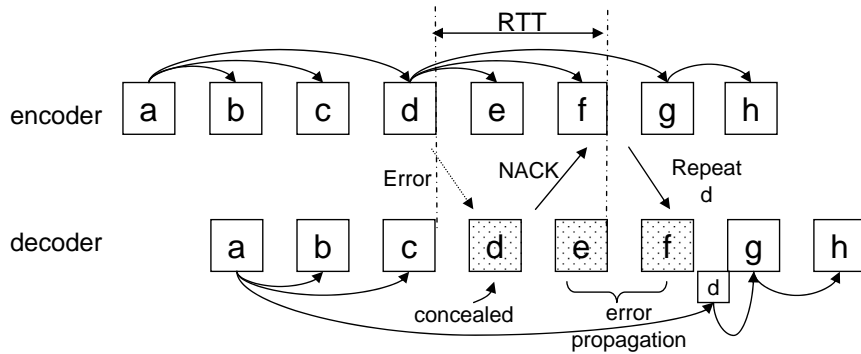 RTT
encoder
a b c d e f g h
Error
NACK
Repeat
d
decoder
a b c d e f g h
d
concealed
error
propagation